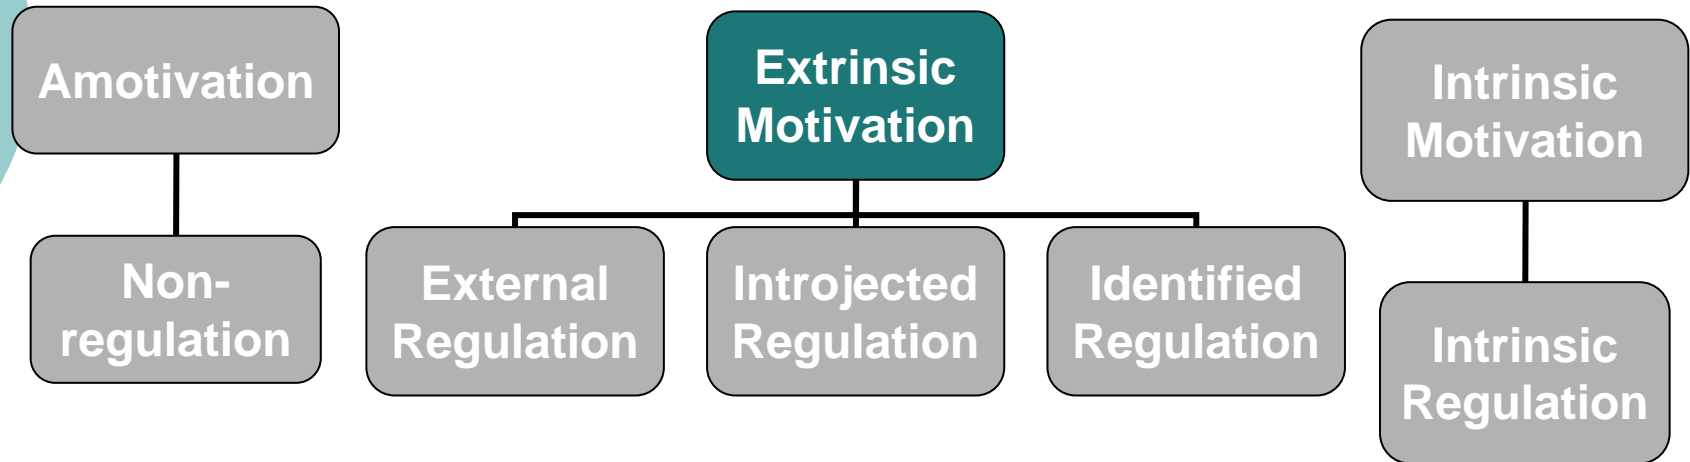 Amotivation
Extrinsic
Motivation
Intrinsic
Motivation
Non-
regulation
External
Regulation
Introjected
Regulation
Identified
Regulation
Intrinsic
Regulation